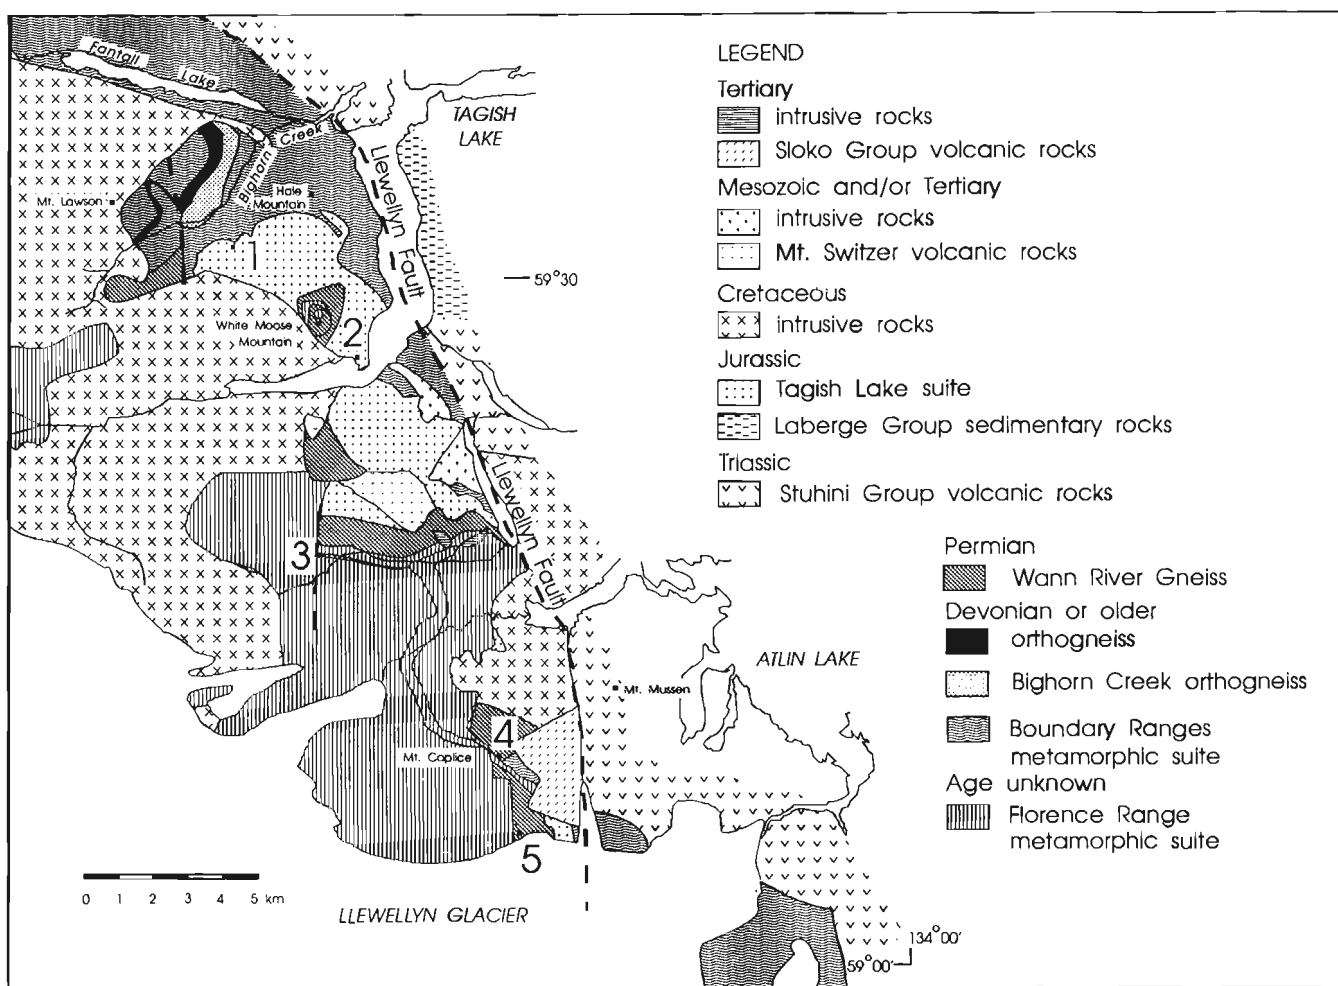 Fantail
Lake
Bighorn Creek
TAGISH
LAKE
Hale
Mountain
Mt. Lawson
Llewellyn Fault
1
59°30
White Moose
Mountain
2
Llewellyn Fault
3
ATLIN LAKE
Mt. Mussen
4
Mt. Caplice
5
0 1 2 3 4 5 km
LLEWELLYN GLACIER
134°00'
59°00'
LEGEND
Tertiary
intrusive rocks
Sloko Group volcanic rocks
Mesozoic and/or Tertiary
intrusive rocks
Mt. Switzer volcanic rocks
Cretaceous
intrusive rocks
Jurassic
Tagish Lake suite
Laberge Group sedimentary rocks
Triassic
Stuhini Group volcanic rocks
Permian
Wann River Gneiss
Devonian or older
orthogneiss
Bighorn Creek orthogneiss
Boundary Ranges
metamorphic suite
Age unknown
Florence Range
metamorphic suite